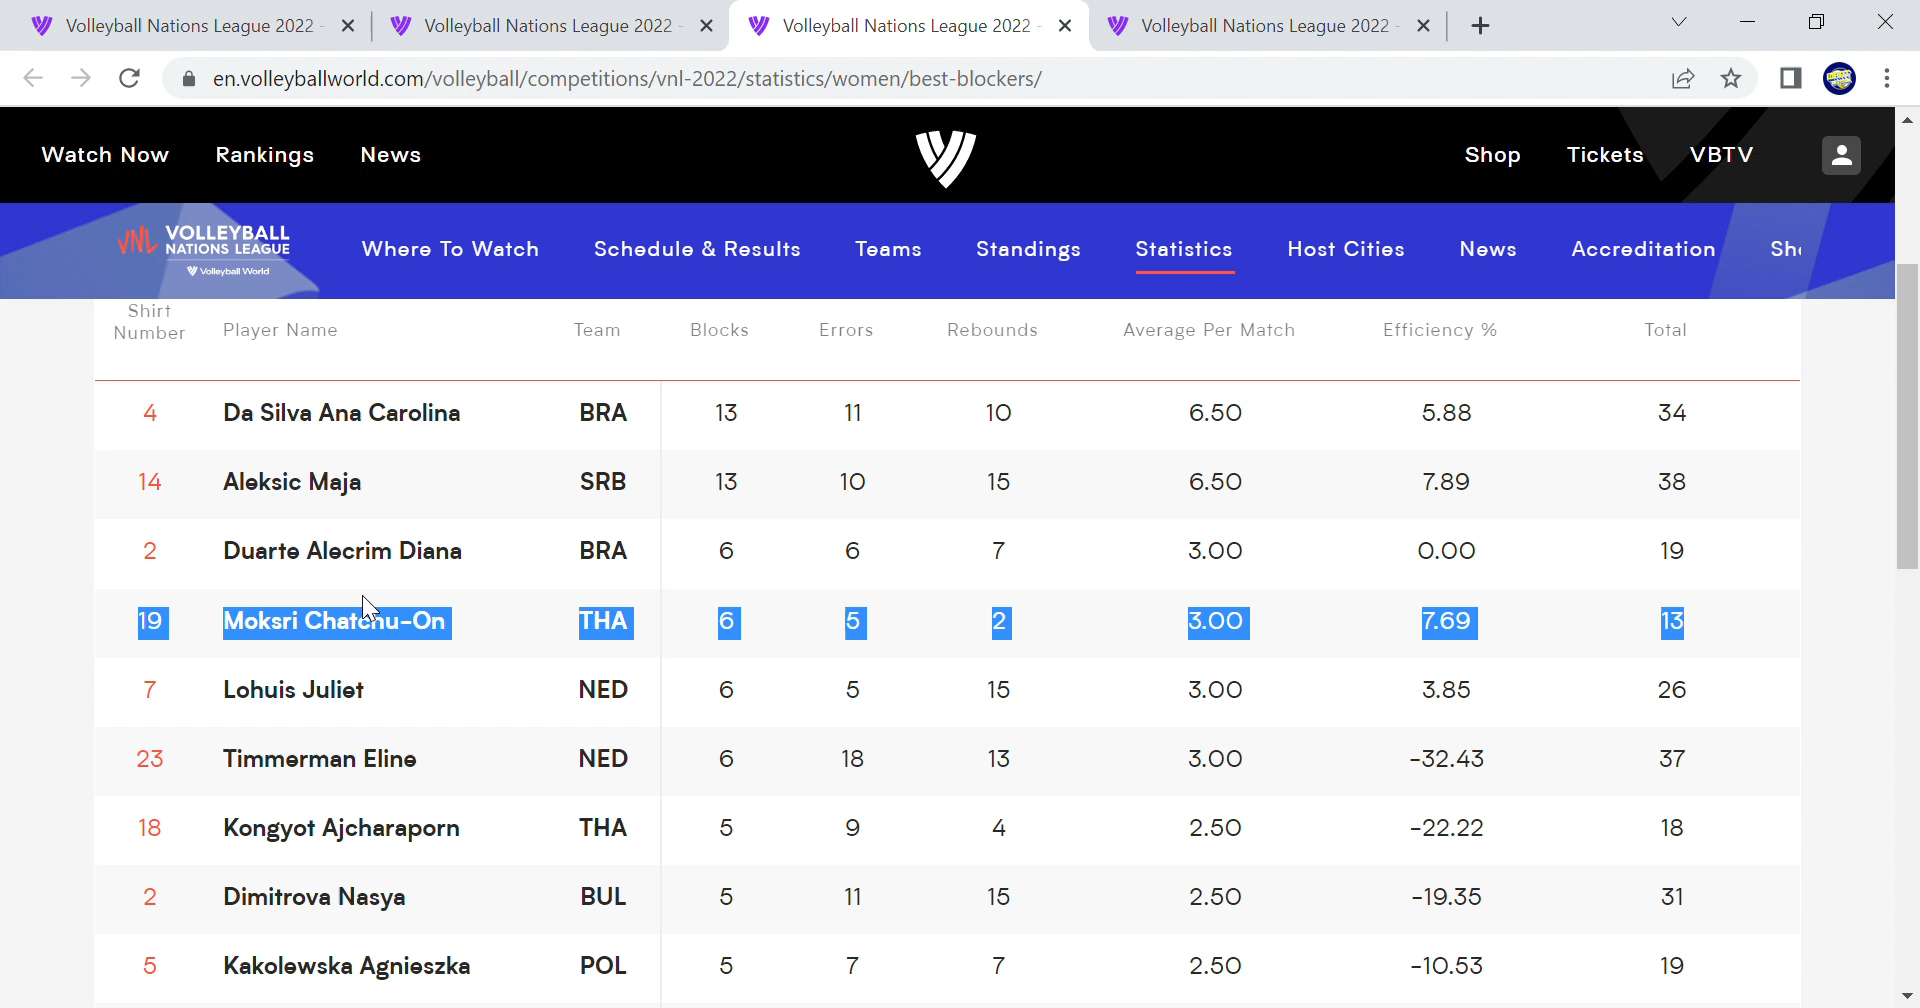 Volleyball Nations League 2022 - Volleyball Nations League 2022 - Volleyball Nations League 2022 - Volleyball Nations League 2022 -
en.volleyballworld.com/volleyball/competitions/vnl-2022/statistics/women/best-blockers/
Watch Now Rankings News Shop Tickets VBTV
VNL VOLLEYBALL
NATIONS LEAGUE
Volleyball World
Where To Watch Schedule & Results Teams Standings Statistics Host Cities News Accreditation Sh
Shirt
Number Player Name Team Blocks Errors Rebounds Average Per Match Efficiency % Total
4 Da Silva Ana Carolina BRA 13 11 10 6.50 5.88 34
14 Aleksic Maja SRB 13 10 15 6.50 7.89 38
2 Duarte Alecrim Diana BRA 6 6 7 3.00 0.00 19
19 Moksri Chatchu-On THA 6 5 2 3.00 7.69 13
7 Lohuis Juliet NED 6 5 15 3.00 3.85 26
23 Timmerman Eline NED 6 18 13 3.00 -32.43 37
18 Kongyot Ajcharaporn THA 5 9 4 2.50 -22.22 18
2 Dimitrova Nasya BUL 5 11 15 2.50 -19.35 31
5 Kakolewska Agnieszka POL 5 7 7 2.50 -10.53 19